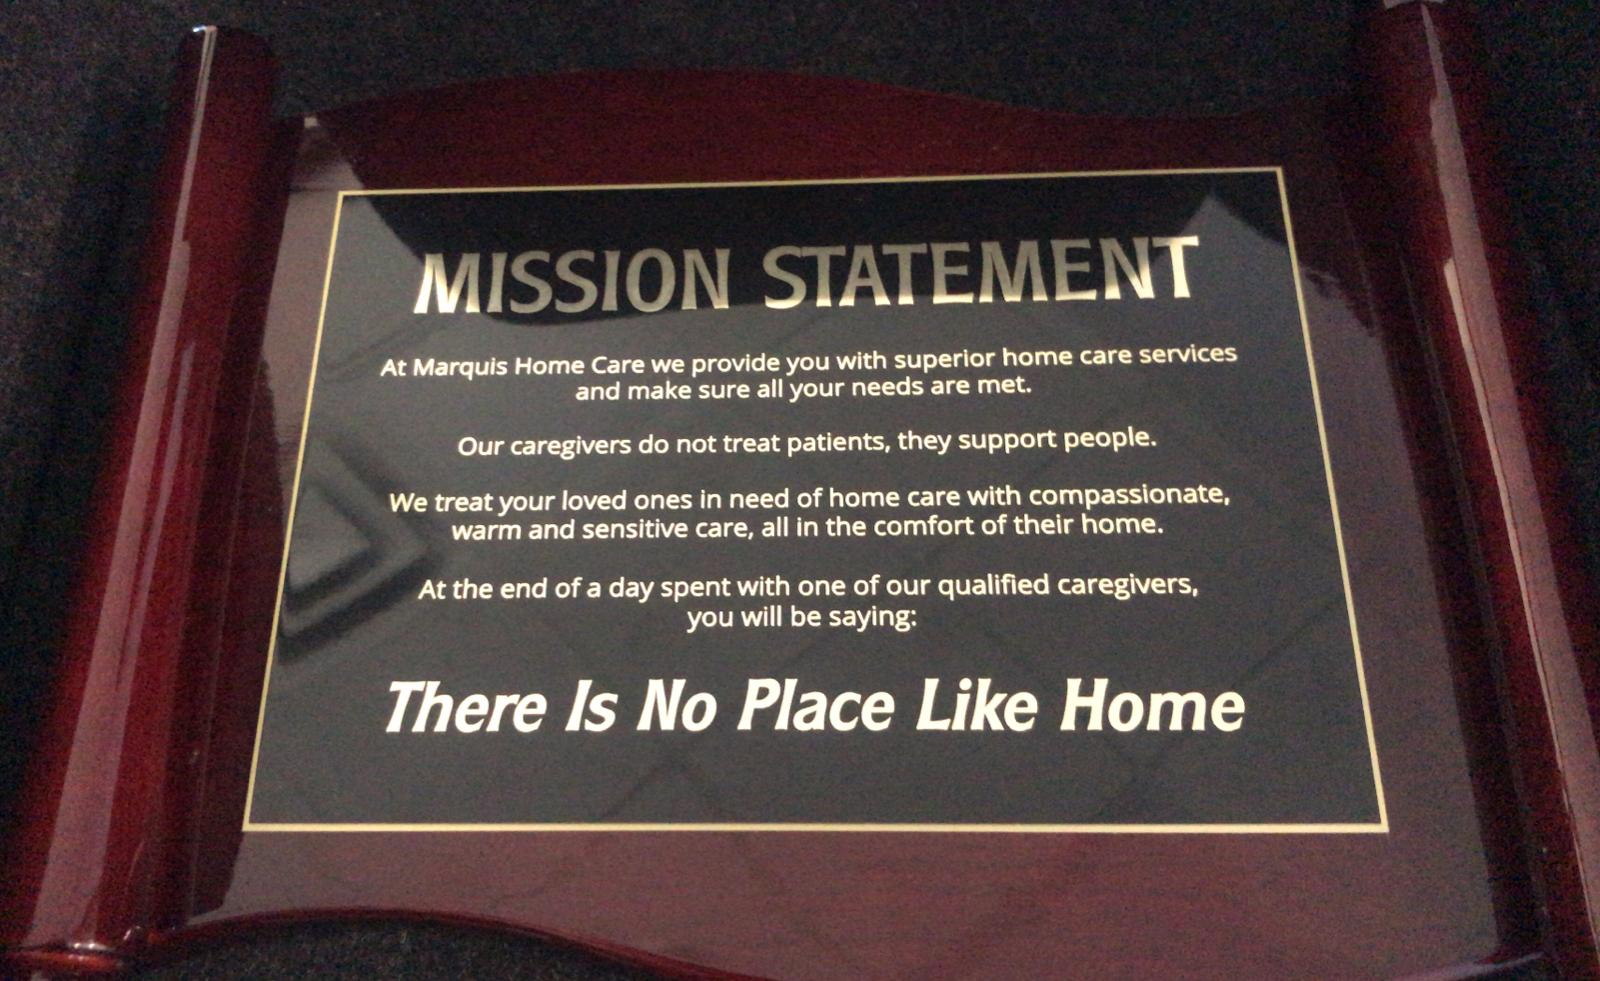 MISSION STATEMENT
At Marquis Home Care we provide you with superior home care services
and make sure all your needs are met.
Our caregivers do not treat patients, they support people.
We treat your loved ones in need of home care with compassionate,
warm and sensitive care, all in the comfort of their home.
At the end of a day spent with one of our qualified caregivers,
you will be saying:
There Is No Place Like Home